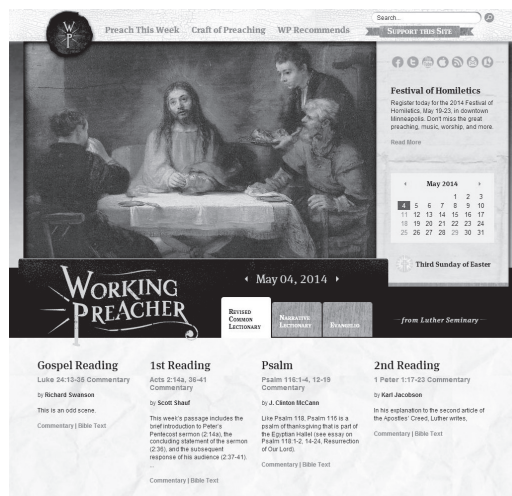 Search...
W
P
Preach This Week Craft of Preaching WP Recommends
SUPPORT THIS SITE
Festival of Homiletics
Register today for the 2014 Festival of
Homiletics, May 19-23, in downtown
Minneapolis. Don't miss the great
preaching, music, worship, and more.
Read More
May 2014
1 2 3
4 5 6 7 8 9 10
11 12 13 14 15 16 17
18 19 20 21 22 23 24
25 26 27 28 29 30 31
Third Sunday of Easter
WORKING
PREACHER
May 04, 2014
REVISED
COMMON
LECTIONARY
NARRATIVE
LECTIONARY
EVANGELIO
from Luther Seminary
Gospel Reading
Luke 24:13-35 Commentary
by Richard Swanson
This is an odd scene.
Commentary | Bible Text
1st Reading
Acts 2:14a, 36-41
Commentary
by Scott Shauf
This week's passage includes the
brief introduction to Peter's
Pentecost sermon (2:14a), the
concluding statement of the sermon
(2:36), and the subsequent
response of his audience (2:37-41).
...
Commentary | Bible Text
Psalm
Psalm 116:1-4, 12-19
Commentary
by J. Clinton McCann
Like Psalm 118, Psalm 116 is a
psalm of thanksgiving that is part of
the Egyptian Hallel (see essay on
Psalm 118:1-2, 14-24, Resurrection
of Our Lord).
Commentary | Bible Text
2nd Reading
1 Peter 1:17-23 Commentary
by Karl Jacobson
In his explanation to the second article of
the Apostles' Creed, Luther writes,
Commentary | Bible Text